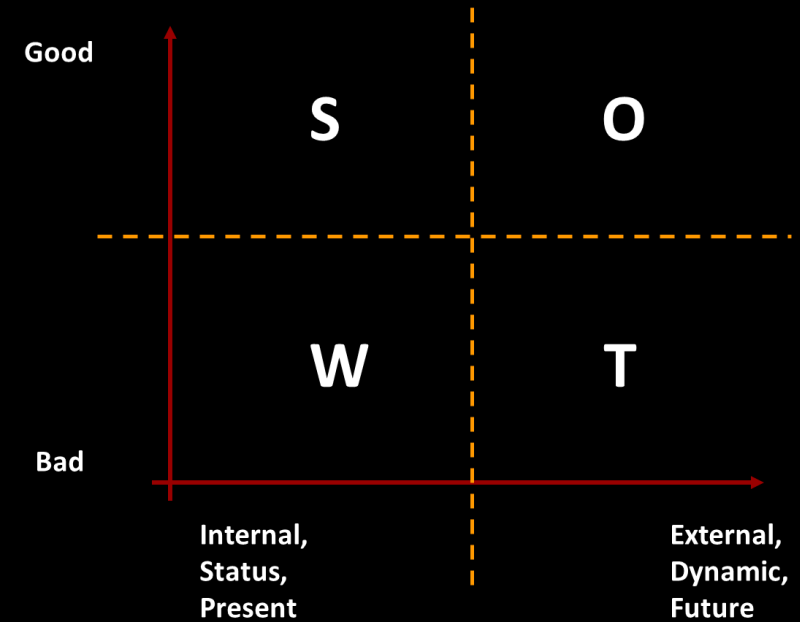 Good
S
O
W
T
Bad
Internal,
Status,
Present
External,
Dynamic,
Future